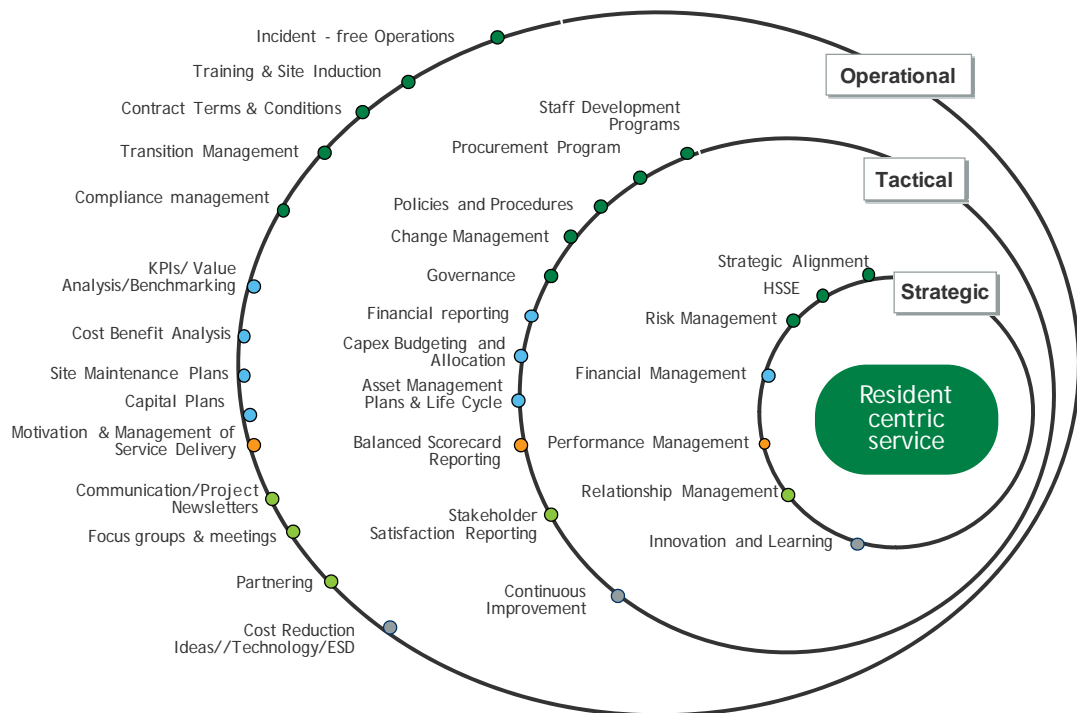 Incident - free Operations
Training & Site Induction
Contract Terms & Conditions
Transition Management
Compliance management
KPIs/ Value
Analysis/Benchmarking
Cost Benefit Analysis
Site Maintenance Plans
Capital Plans
Motivation & Management of
Service Delivery
Communication/Project
Newsletters
Focus groups & meetings
Partnering
Cost Reduction
Ideas//Technology/ESD
Operational
Staff Development
Programs
Procurement Program
Policies and Procedures
Change Management
Governance
Financial reporting
Capex Budgeting and
Allocation
Asset Management
Plans & Life Cycle
Balanced Scorecard
Reporting
Stakeholder
Satisfaction Reporting
Continuous
Improvement
Tactical
Strategic Alignment
HSSE
Risk Management
Financial Management
Performance Management
Relationship Management
Innovation and Learning
Strategic
Resident
centric
service